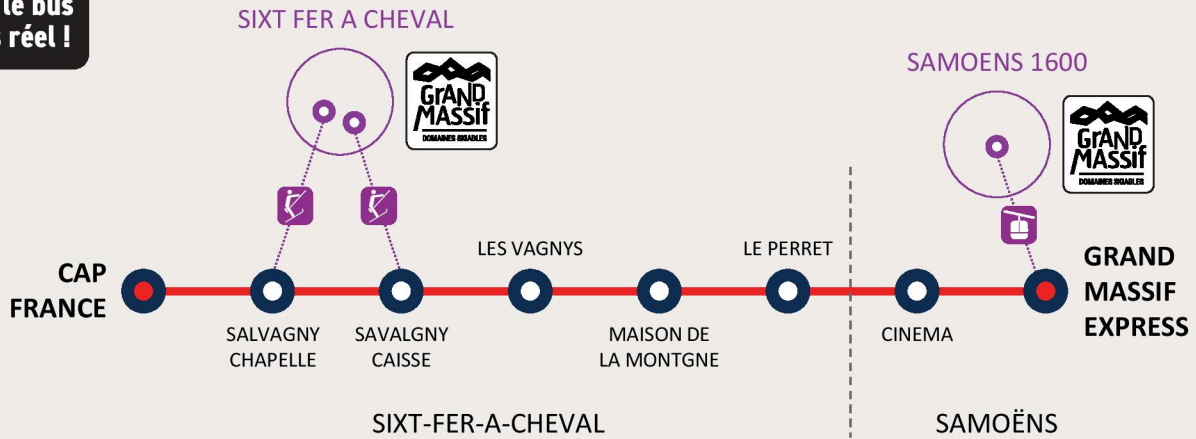 le bus
s réel !
SIXT FER A CHEVAL
GRAND
MASSIF
DOMAINES SKIABLES
SAMOENS 1600
GRAND
MASSIF
DOMAINES SKIABLES
CAP
FRANCE
SALVAGNY
CHAPELLE
SAVALGNY
CAISSE
LES VAGNYS
MAISON DE
LA MONTGNE
LE PERRET
CINEMA
GRAND
MASSIF
EXPRESS
SIXT-FER-A-CHEVAL
SAMOËNS